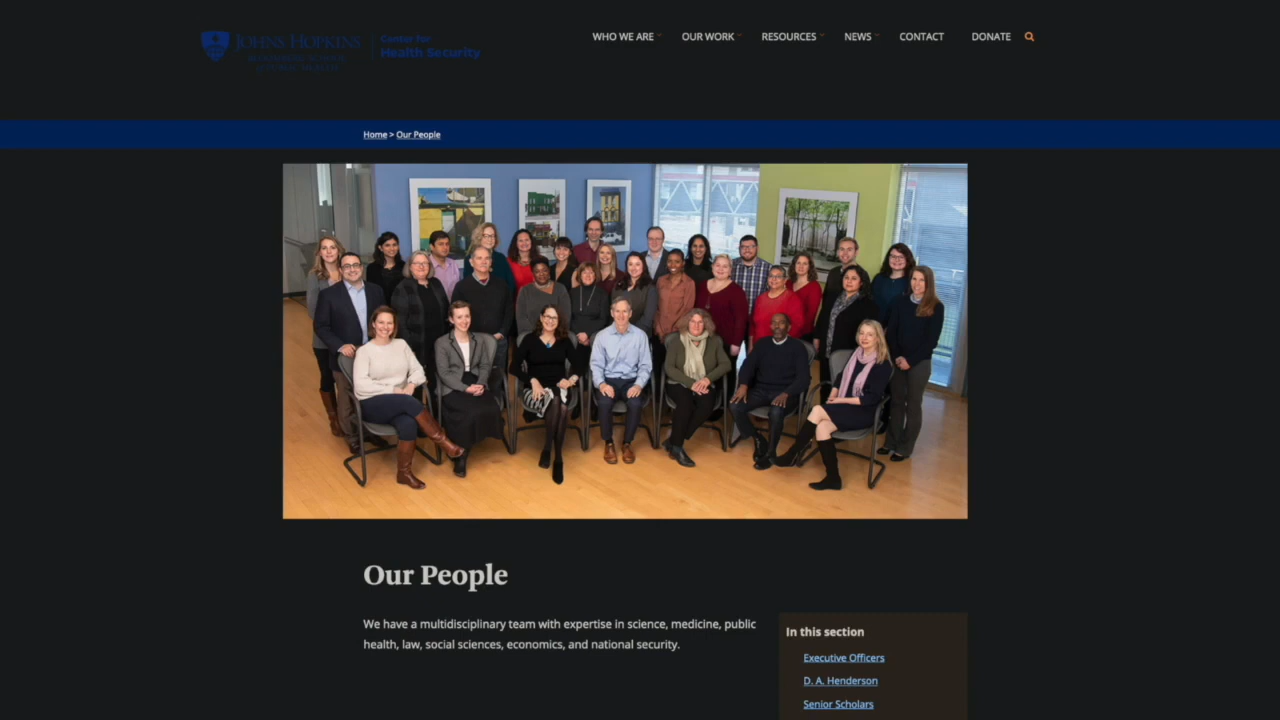 JOHNS HOPKINS
Center for
Health Security
WHO WE ARE
OUR WORK
RESOURCES
NEWS
CONTACT
DONATE
Home > Our People
Our People
We have a multidisciplinary team with expertise in science, medicine, public
health, law, social sciences, economics, and national security.
In this section
Executive Officers
D. A. Henderson
Senior Scholars